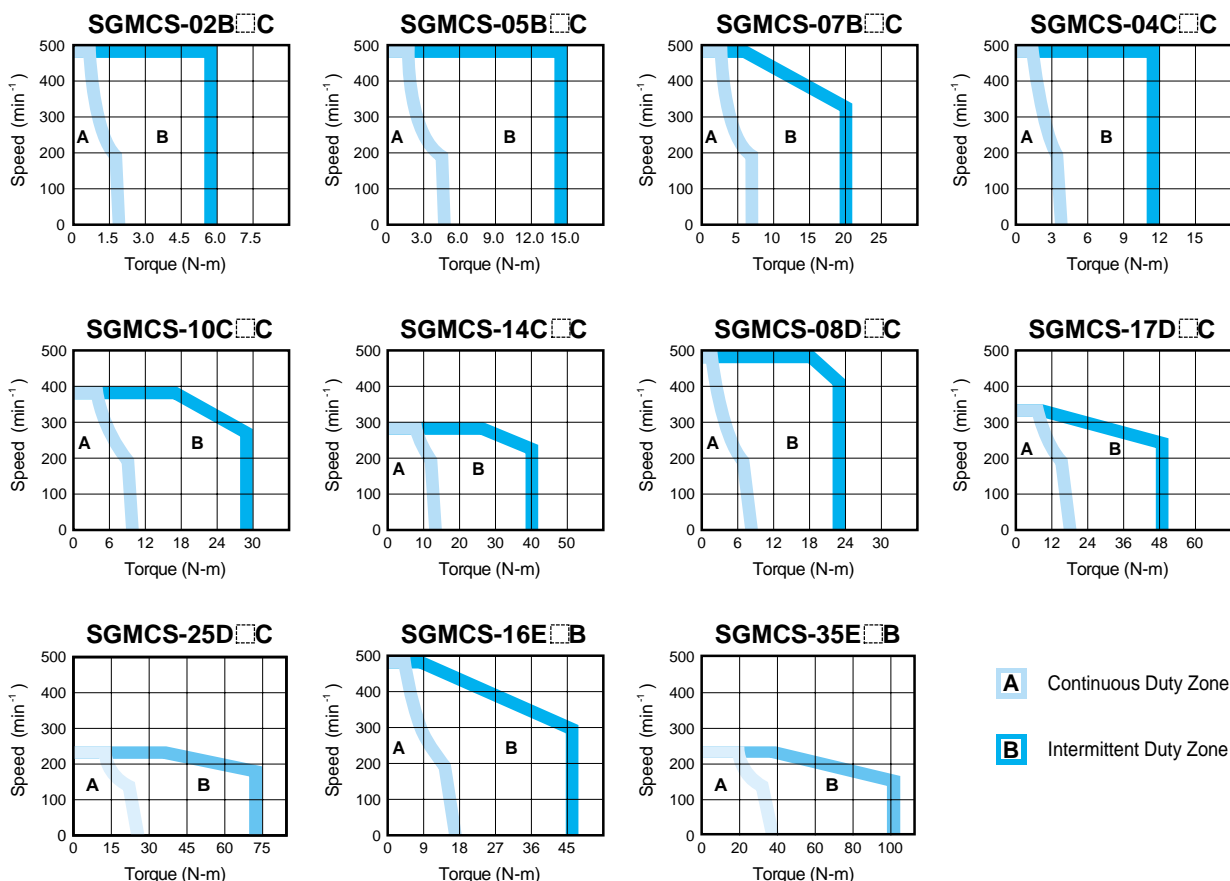 SGMCS-02B□C
Speed (min⁻¹)
500
400
300
200
100
0
A
B
0 1.5 3.0 4.5 6.0 7.5
Torque (N-m)
SGMCS-05B□C
Speed (min⁻¹)
500
400
300
200
100
0
A
B
0 3.0 6.0 9.0 12.0 15.0
Torque (N-m)
SGMCS-07B□C
Speed (min⁻¹)
500
400
300
200
100
0
A
B
0 5 10 15 20 25
Torque (N-m)
SGMCS-04C□C
Speed (min⁻¹)
500
400
300
200
100
0
A
B
0 3 6 9 12 15
Torque (N-m)
SGMCS-10C□C
Speed (min⁻¹)
500
400
300
200
100
0
A
B
0 6 12 18 24 30
Torque (N-m)
SGMCS-14C□C
Speed (min⁻¹)
500
400
300
200
100
0
A
B
0 10 20 30 40 50
Torque (N-m)
SGMCS-08D□C
Speed (min⁻¹)
500
400
300
200
100
0
A
B
0 6 12 18 24 30
Torque (N-m)
SGMCS-17D□C
Speed (min⁻¹)
500
400
300
200
100
0
A
B
0 12 24 36 48 60
Torque (N-m)
SGMCS-25D□C
Speed (min⁻¹)
500
400
300
200
100
0
A
B
0 15 30 45 60 75
Torque (N-m)
SGMCS-16E□B
Speed (min⁻¹)
500
400
300
200
100
0
A
B
0 9 18 27 36 45
Torque (N-m)
SGMCS-35E□B
Speed (min⁻¹)
500
400
300
200
100
0
A
B
0 20 40 60 80 100
Torque (N-m)
A Continuous Duty Zone
B Intermittent Duty Zone